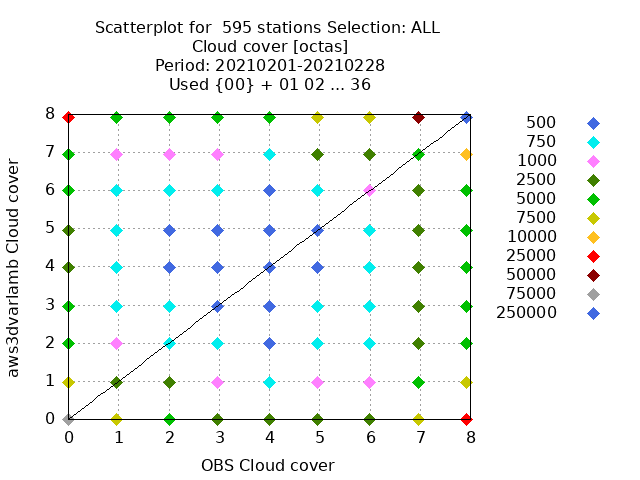 Scatterplot for  595 stations Selection: ALL
Cloud cover [octas]
Period: 20210201-20210228
Used {00} + 01 02 ... 36
aws3dvarlamb Cloud cover
8
7
6
5
4
3
2
1
0
0 1 2 3 4 5 6 7 8
OBS Cloud cover
500
750
1000
2500
5000
7500
10000
25000
50000
75000
250000